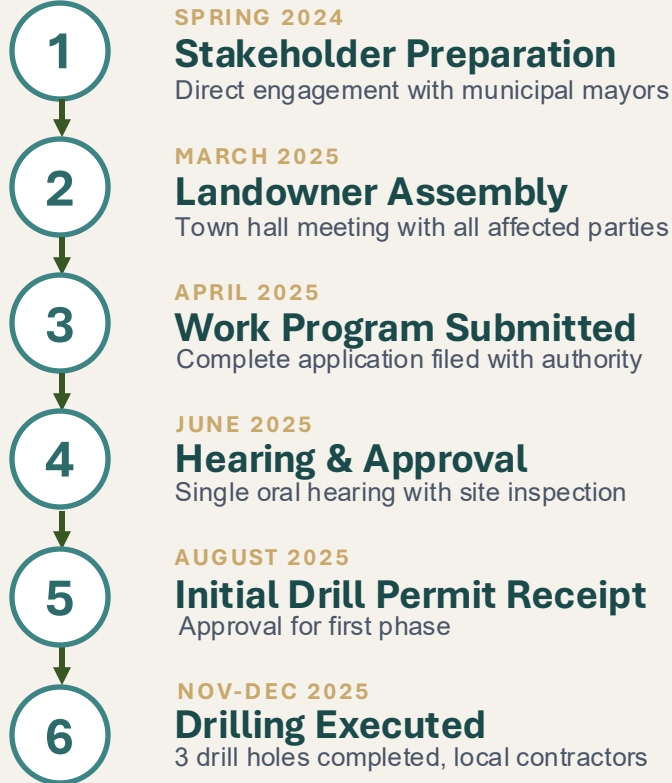 1
SPRING 2024
Stakeholder Preparation
Direct engagement with municipal mayors
2
MARCH 2025
Landowner Assembly
Town hall meeting with all affected parties
3
APRIL 2025
Work Program Submitted
Complete application filed with authority
4
JUNE 2025
Hearing & Approval
Single oral hearing with site inspection
5
AUGUST 2025
Initial Drill Permit Receipt
Approval for first phase
6
NOV-DEC 2025
Drilling Executed
3 drill holes completed, local contractors